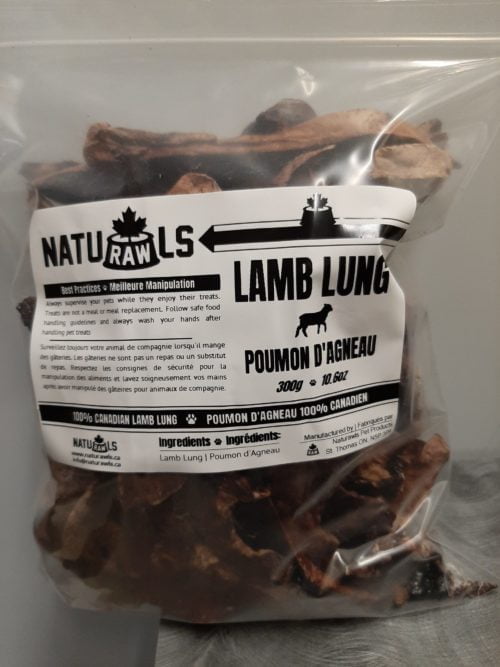 NATU RAW LS
Best Practices • Meilleure Manipulation
Always supervise your pets while they enjoy their treats.
Treats are not a meal or meal replacement. Follow safe food
handling guidelines and always wash your hands after
handling pet treats
Surveillez toujours votre animal de compagnie lorsqu'il mange
des gâteries. Les gâteries ne sont pas un repas ou un substitut
de repas. Respectez les consignes de sécurité pour la
manipulation des aliments et lavez soigneusement vos mains
après avoir manipulé des gâteries pour animaux de compagnie.
LAMB LUNG
POUMON D'AGNEAU
300g 10.6oz
100% CANADIAN LAMB LUNG POUMON D'AGNEAU 100% CANADIEN
NATU RAW LS
www.naturawls.ca
info@naturawls.ca
Ingredients Ingrédients:
Lamb Lung | Poumon d'Agneau
Manufactured by | Fabriqués par
Naturawls Pet Products
St. Thomas ON, N5P